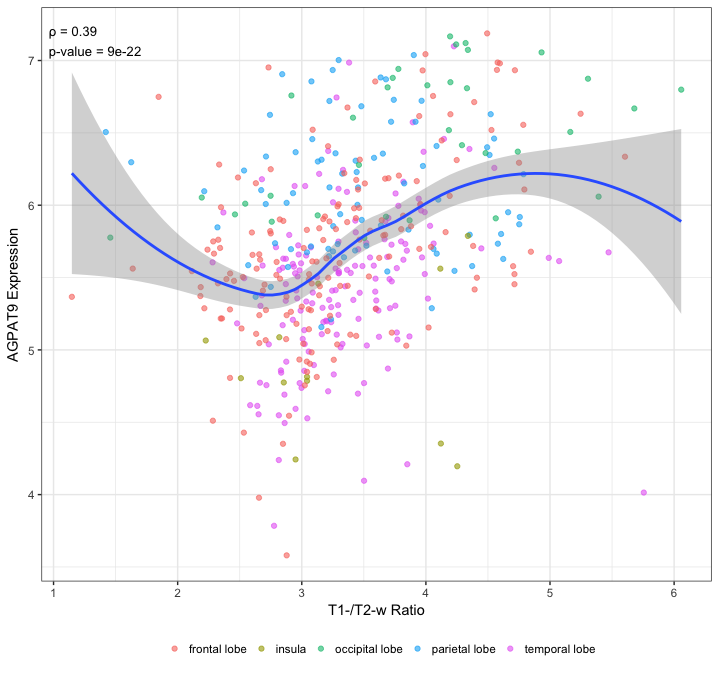 ρ = 0.39
p-value = 9e-22
AGPAT9 Expression
7
6
5
4
1 2 3 4 5 6
T1-/T2-w Ratio
frontal lobe insula occipital lobe parietal lobe temporal lobe